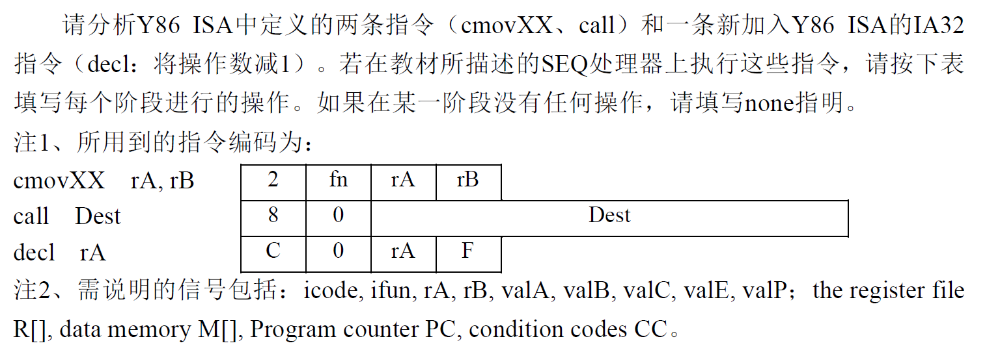 请分析Y86 ISA中定义的两条指令（cmovXX、call）和一条新加入Y86 ISA的IA32
指令（decl：将操作数减1）。若在教材所描述的SEQ处理器上执行这些指令，请按下表
填写每个阶段进行的操作。如果在某一阶段没有任何操作，请填写none指明。
注1、所用到的指令编码为：
cmovXX rA, rB 2 fn rA rB
call Dest 8 0 Dest
decl rA C 0 rA F
注2、需说明的信号包括：icode, ifun, rA, rB, valA, valB, valC, valE, valP；the register file
R[], data memory M[], Program counter PC, condition codes CC。